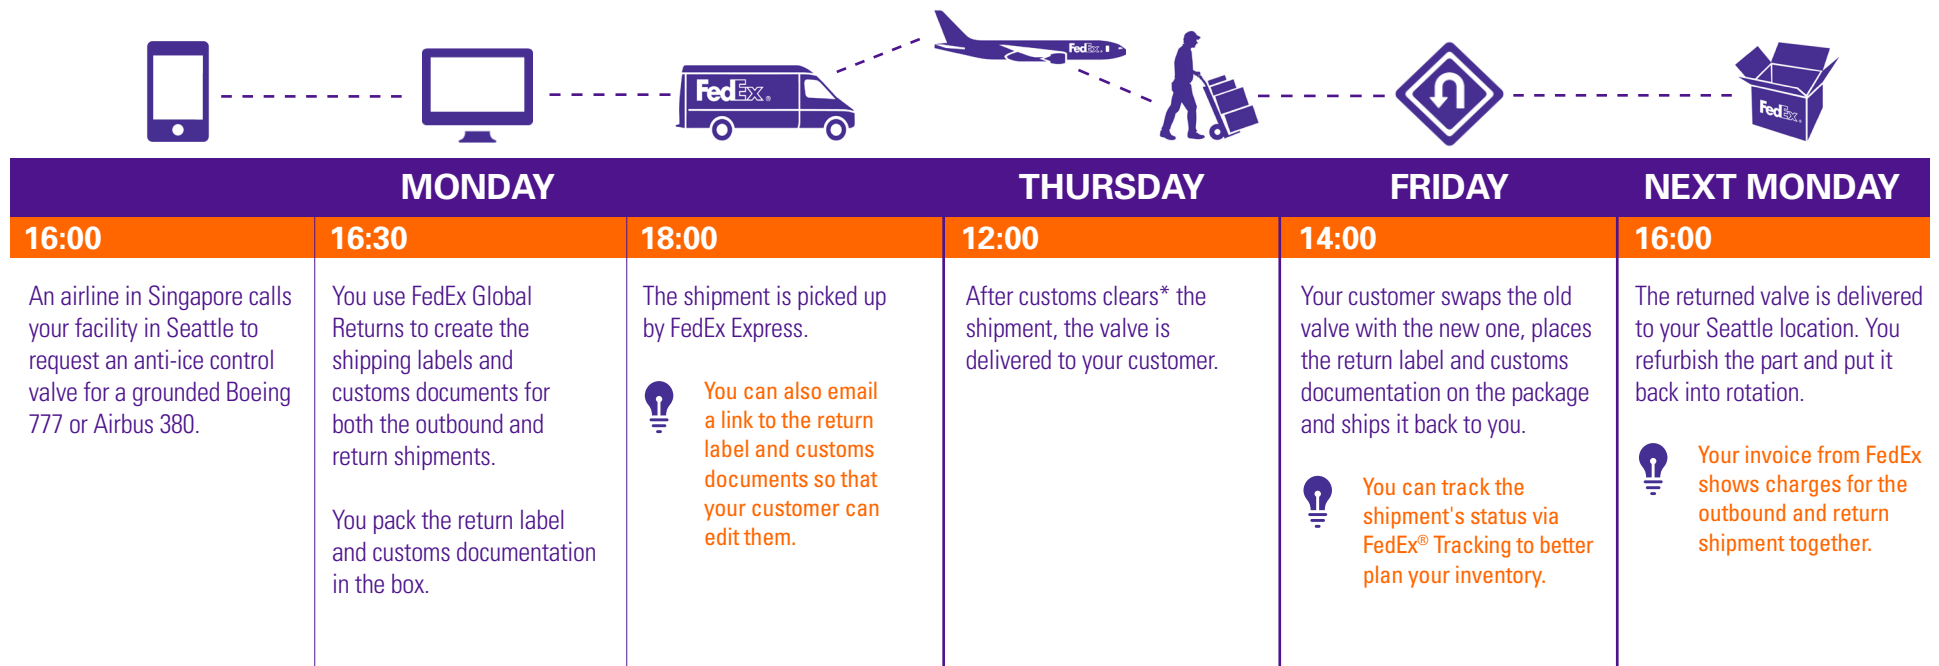 FedEx®
FedEx®
FedEx®
MONDAY
THURSDAY
FRIDAY
NEXT MONDAY
16:00
An airline in Singapore calls
your facility in Seattle to
request an anti-ice control
valve for a grounded Boeing
777 or Airbus 380.
16:30
You use FedEx Global
Returns to create the
shipping labels and
customs documents for
both the outbound and
return shipments.
You pack the return label
and customs documentation
in the box.
18:00
The shipment is picked up
by FedEx Express.
You can also email
a link to the return
label and customs
documents so that
your customer can
edit them.
12:00
After customs clears* the
shipment, the valve is
delivered to your customer.
14:00
Your customer swaps the old
valve with the new one, places
the return label and customs
documentation on the package
and ships it back to you.
You can track the
shipment's status via
FedEx® Tracking to better
plan your inventory.
16:00
The returned valve is delivered
to your Seattle location. You
refurbish the part and put it
back into rotation.
Your invoice from FedEx
shows charges for the
outbound and return
shipment together.